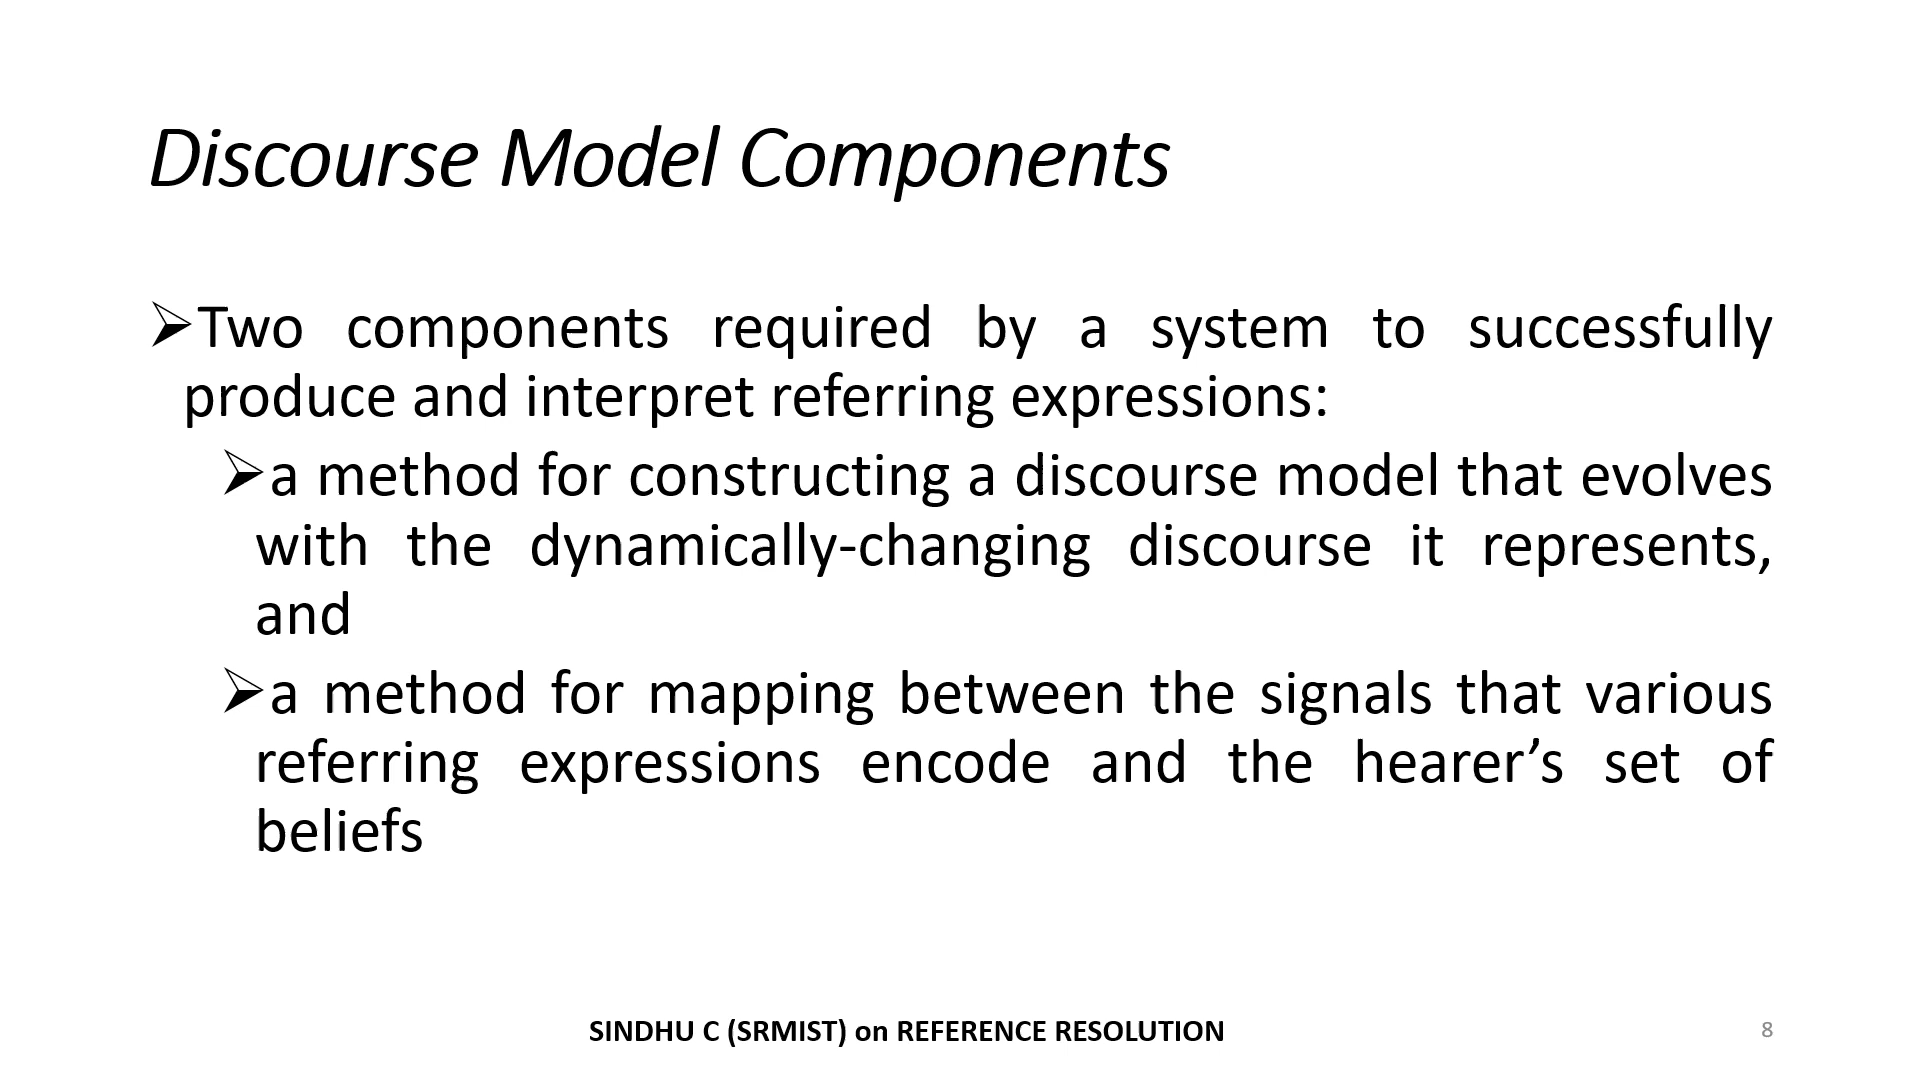 Discourse Model Components
➢Two components required by a system to successfully
produce and interpret referring expressions:
➢a method for constructing a discourse model that evolves
with the dynamically-changing discourse it represents,
and
➢a method for mapping between the signals that various
referring expressions encode and the hearer’s set of
beliefs
SINDHU C (SRMIST) on REFERENCE RESOLUTION
8